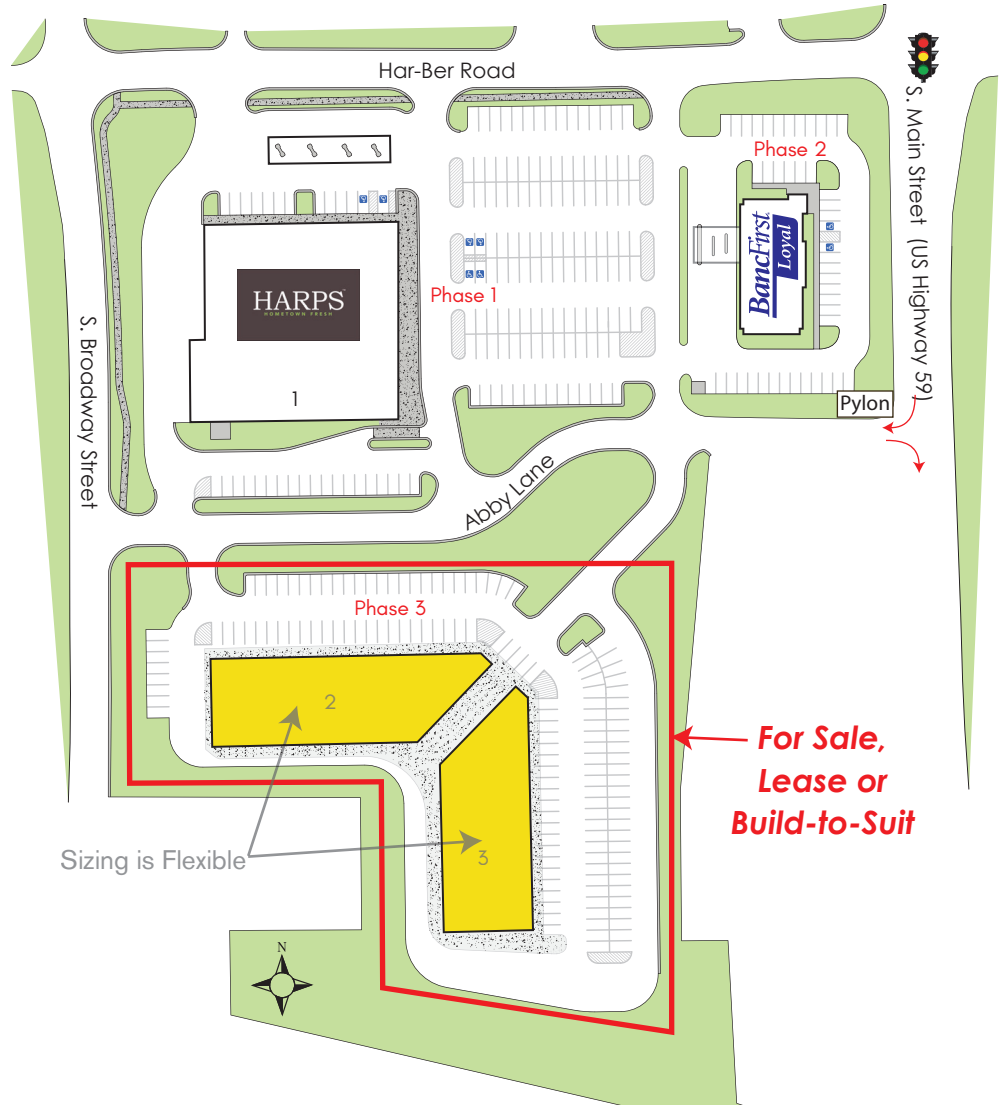 Har-Ber Road
S. Main Street (US Highway 59)
Phase 2
BancFirst
Loyal
HARPS
HOMETOWN FRESH
Phase 1
1
S. Broadway Street
Pylon
Abby Lane
Phase 3
2
For Sale,
Lease or
Build-to-Suit
Sizing is Flexible
3
N